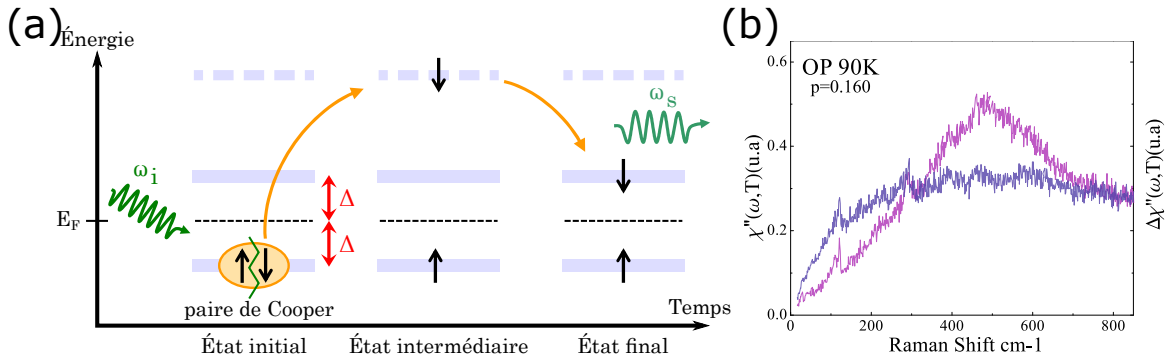 (a)
Énergie
ω_s
ω_i
Δ
E_F
Δ
paire de Cooper
Temps
État initial
État intermédiaire
État final
(b)
OP 90K
p=0.160
χ"(ω,T)(u.a)
Δχ"(ω,T)(u.a)
0.6
0.4
0.2
0.0
0
200
400
600
800
Raman Shift cm-1